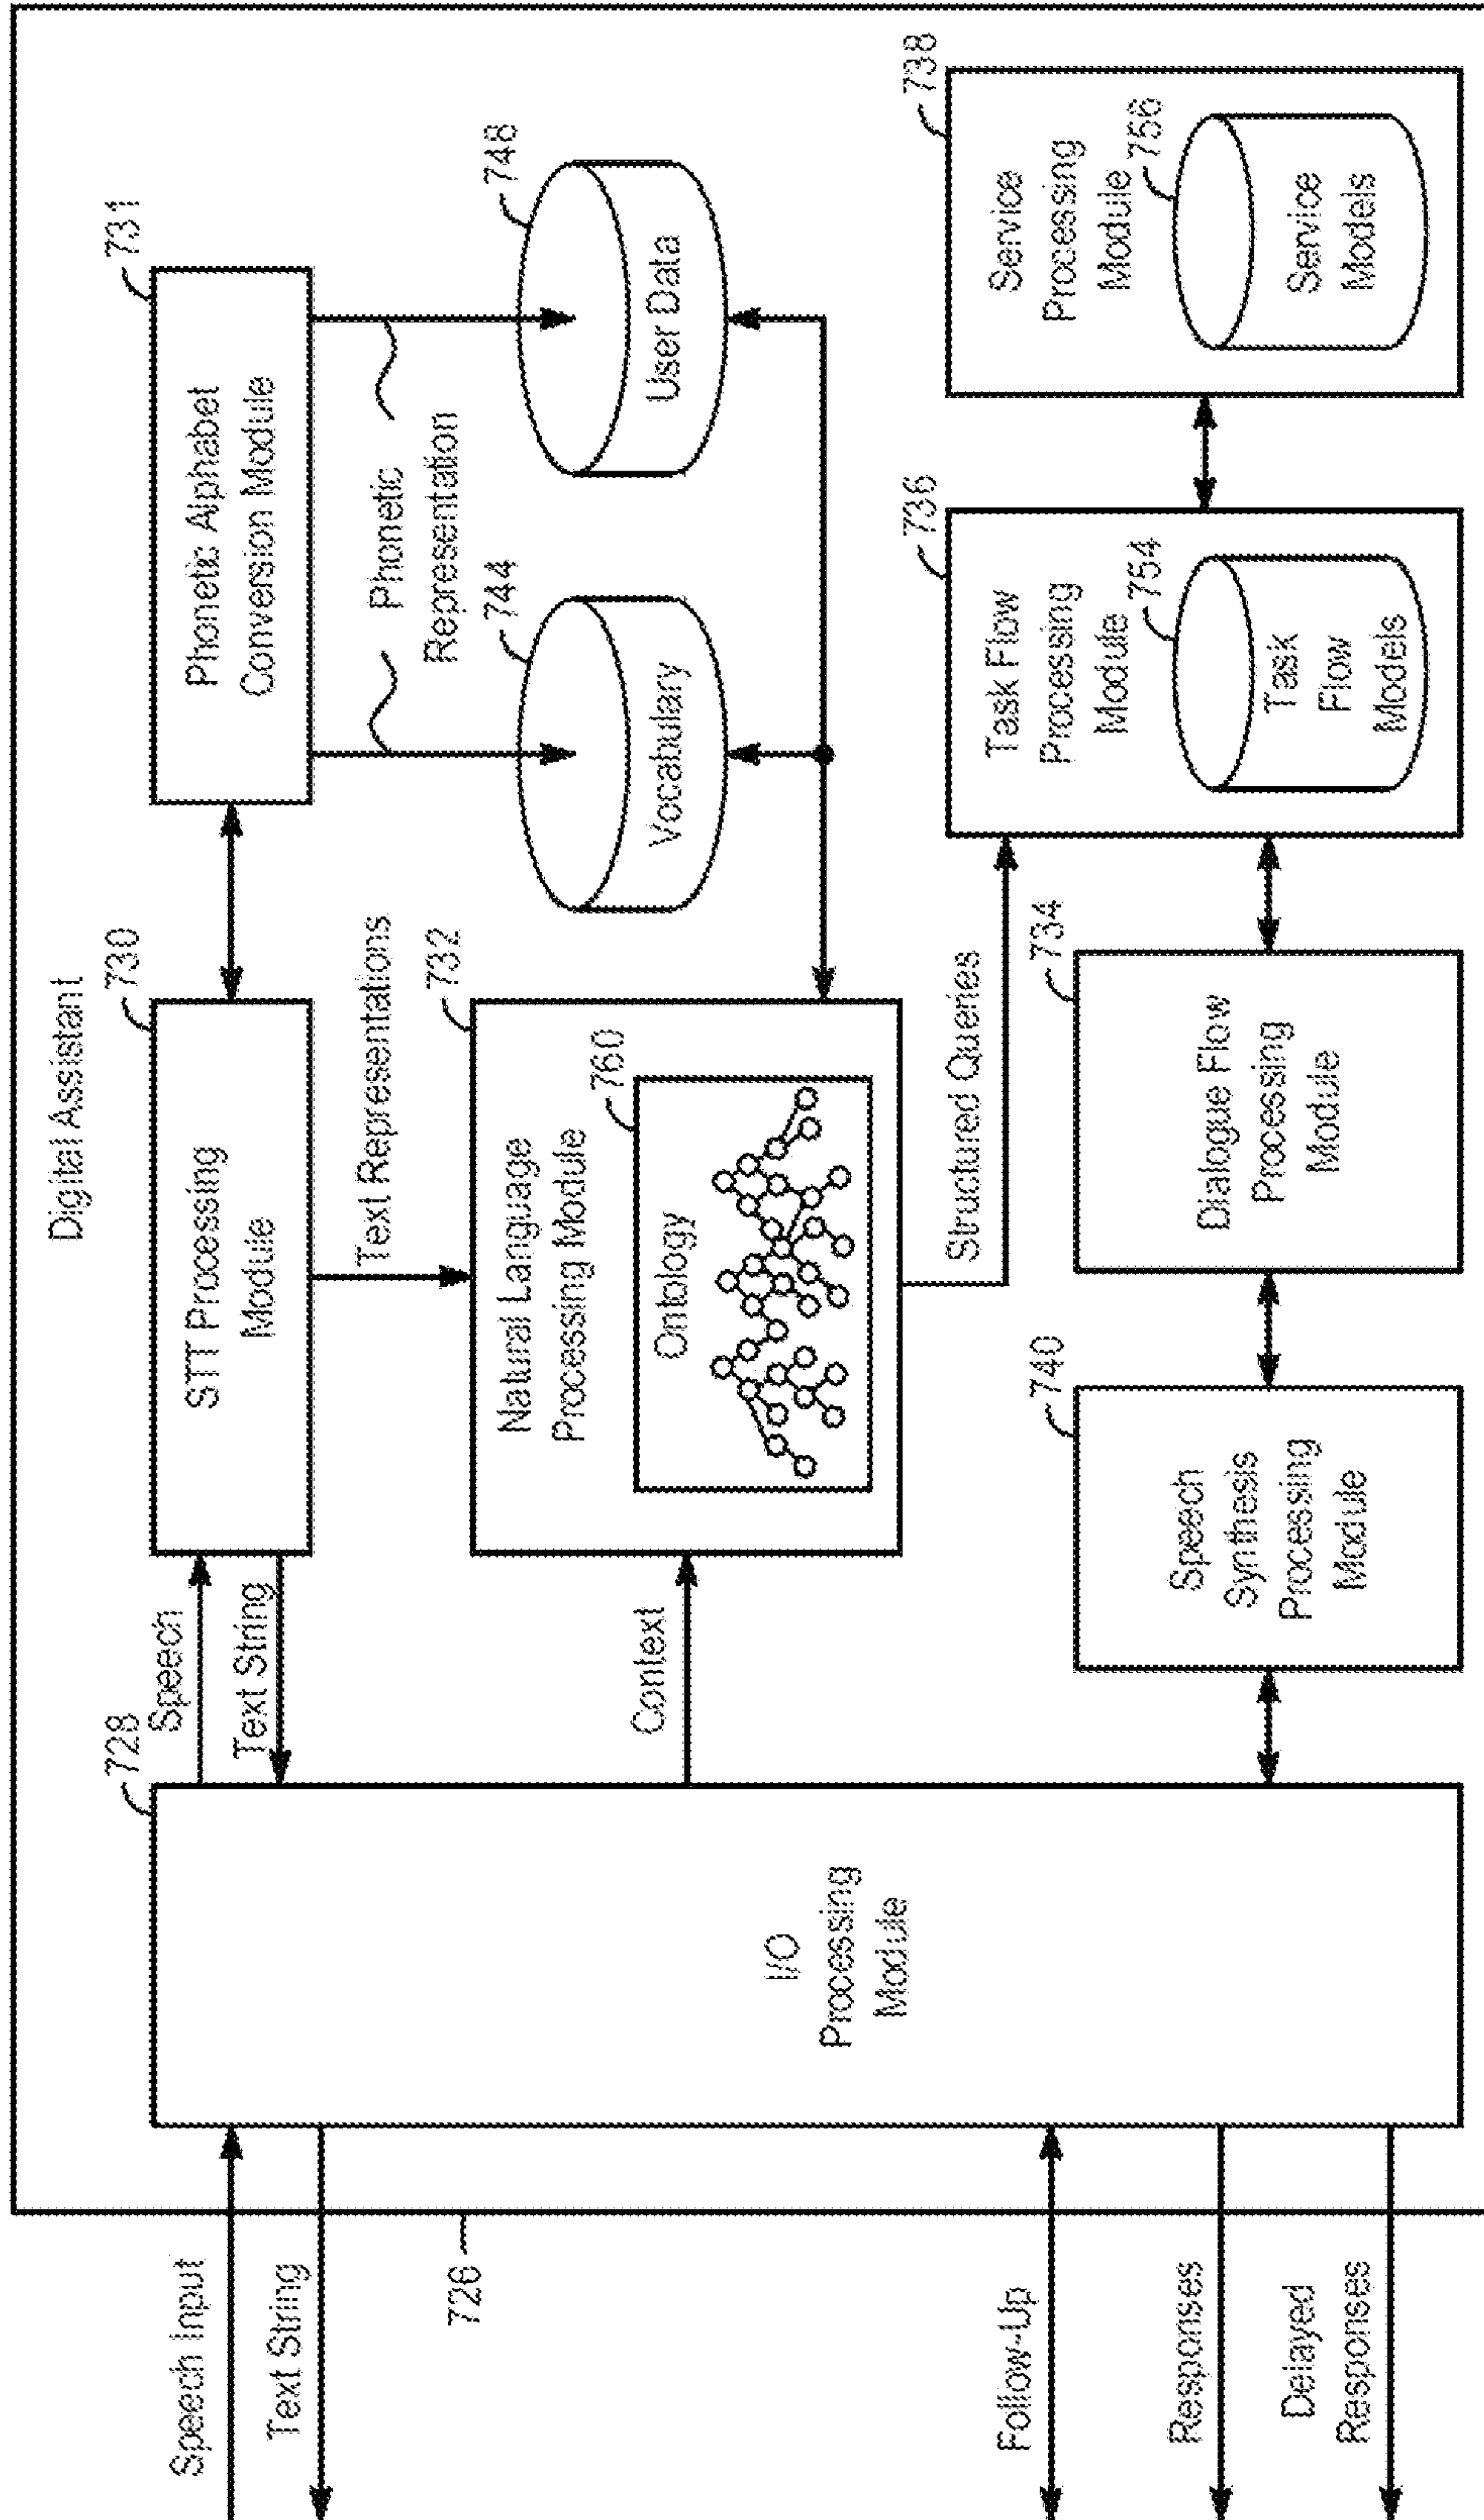 Digital Assistant
Speech Input
Text String
726
Follow-Up
Responses
Delayed
Responses
728
I/O
Processing
Module
Speech
Text String
Context
730
STT Processing
Module
Text Representations
731
Phonetic Alphabet
Conversion Module
Phonetic
Representation
744
Vocabulary
748
User Data
732
Natural Language
Processing Module
760
Ontology
Structured Queries
740
Speech
Synthesis
Processing
Module
734
Dialogue Flow
Processing
Module
736
Task Flow
Processing
Module
754
Task
Flow
Models
738
Service
Processing
Module
756
Service
Models